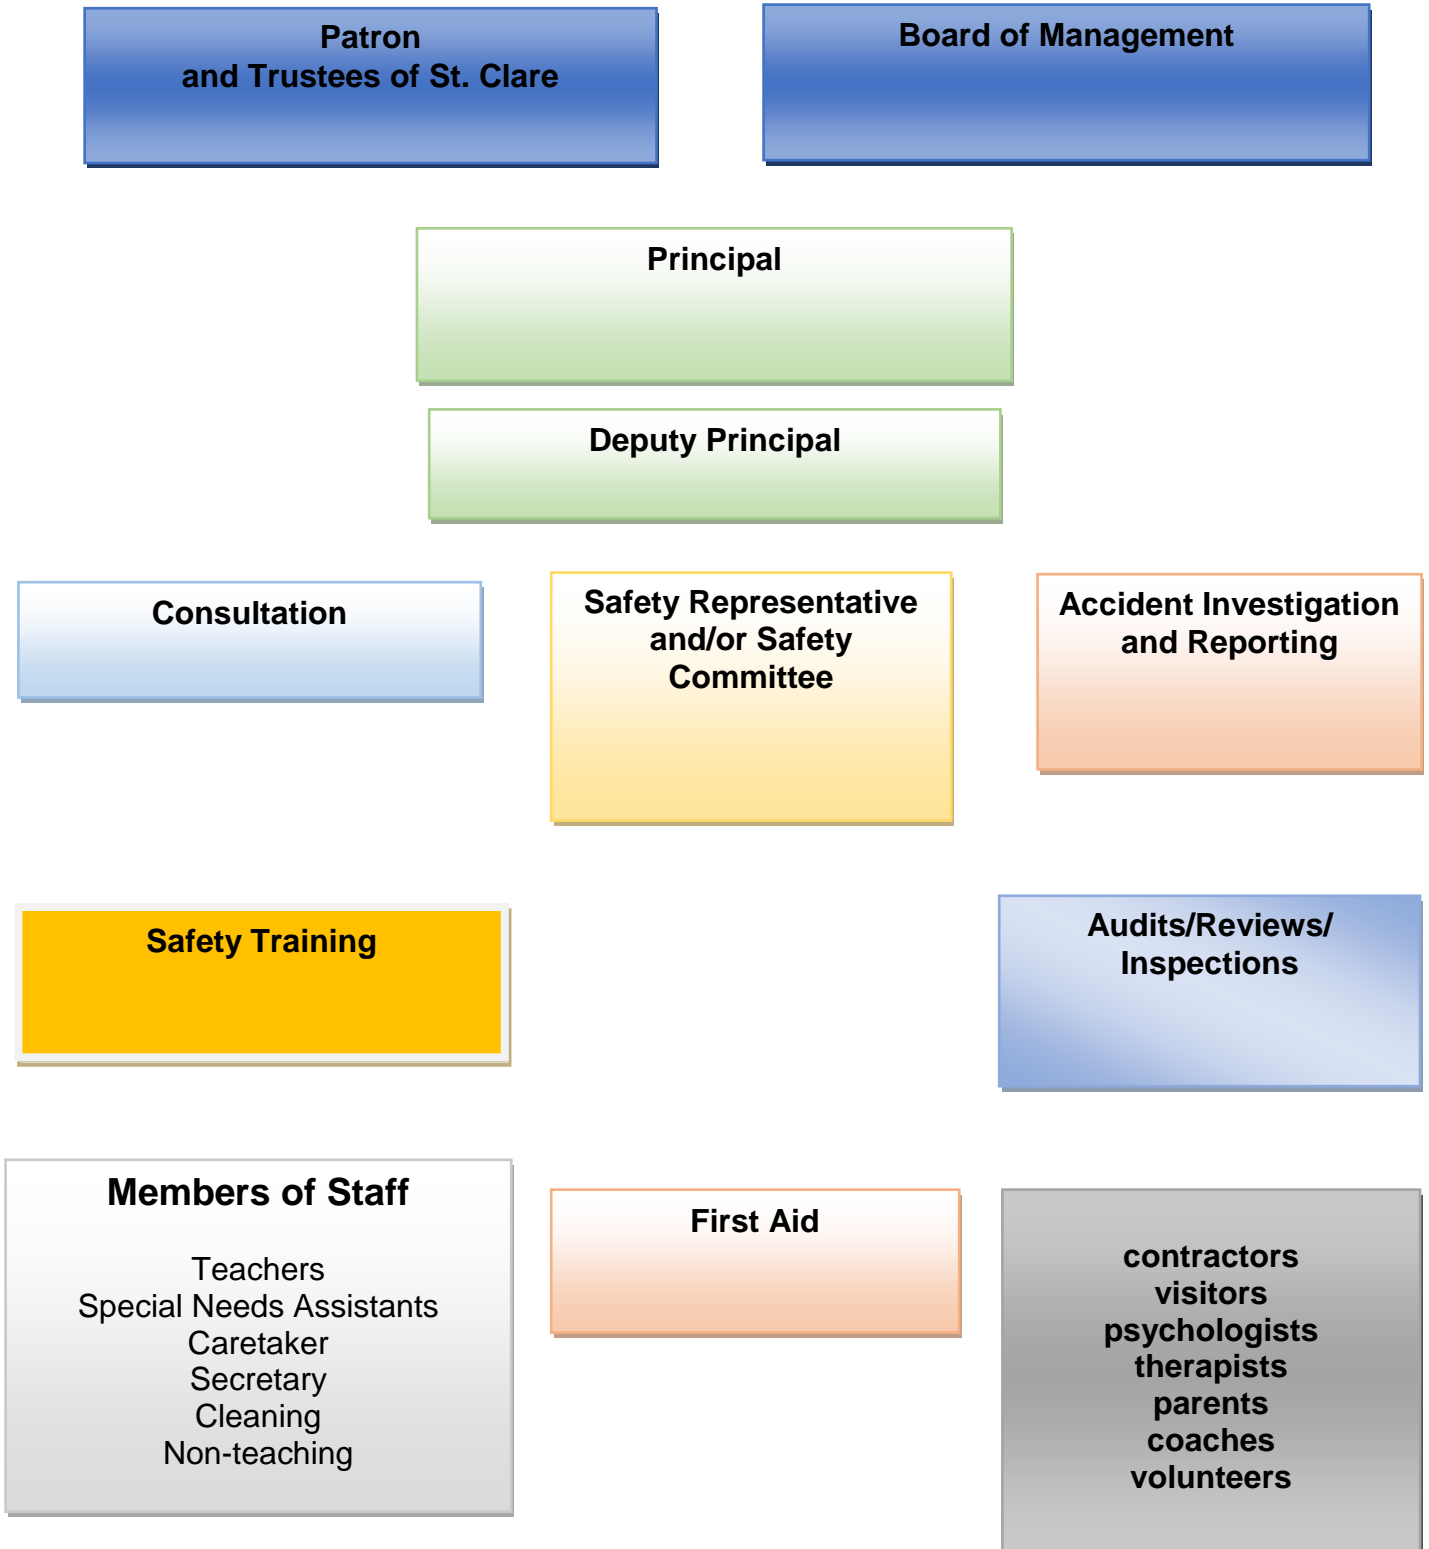 Patron
and Trustees of St. Clare
Board of Management
Principal
Deputy Principal
Consultation
Safety Representative
and/or Safety
Committee
Accident Investigation
and Reporting
Safety Training
Audits/Reviews/
Inspections
Members of Staff
Teachers
Special Needs Assistants
Caretaker
Secretary
Cleaning
Non-teaching
First Aid
contractors
visitors
psychologists
therapists
parents
coaches
volunteers